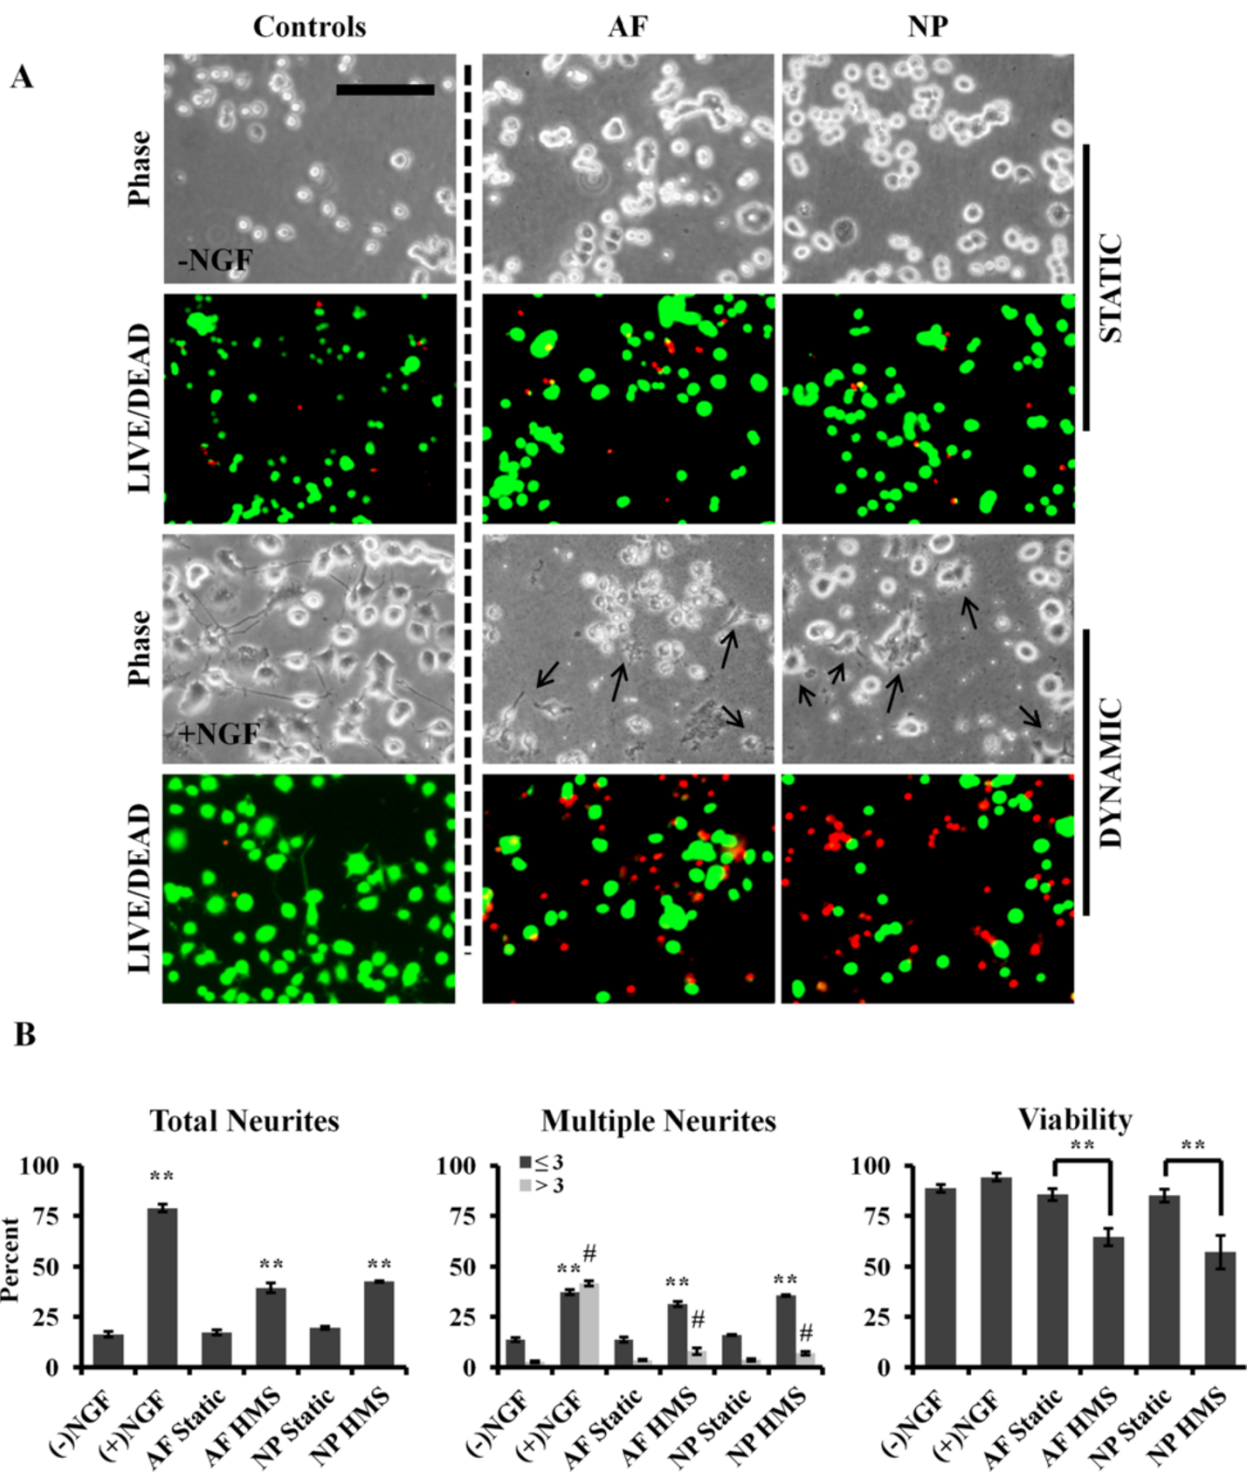 Controls AF NP
A
Phase
-NGF
STATIC
LIVE/DEAD
Phase
+NGF
DYNAMIC
LIVE/DEAD
B
Total Neurites
Percent
100
75
50
25
0
**
**
**
(-)NGF
(+)NGF
AF Static
AF HMS
NP Static
NP HMS
Multiple Neurites
≤ 3
> 3
100
75
50
25
0
** #
** #
** #
(-)NGF
(+)NGF
AF Static
AF HMS
NP Static
NP HMS
Viability
** **
100
75
50
25
0
(-)NGF
(+)NGF
AF Static
AF HMS
NP Static
NP HMS